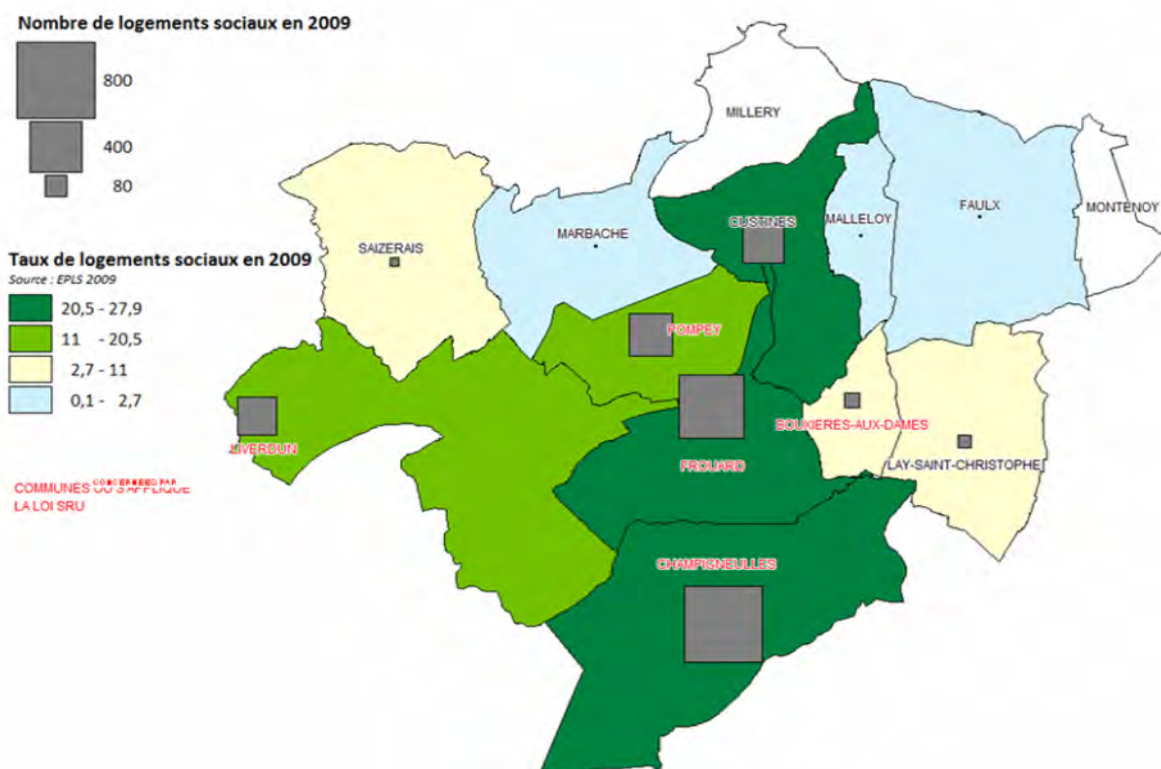 Nombre de logements sociaux en 2009
800
400
80
Taux de logements sociaux en 2009
Source : EPLS 2009
20,5 - 27,9
11 - 20,5
2,7 - 11
0,1 - 2,7
COMMUNES
LA LOI SRU
MILLERY
MONTENOY
FAULX
MALLELOY
CUSTINES
MARBACHE
SAIZERAIS
POMPEY
LIVERDUN
BOUXIERES-AUX-DAMES
LAY-SAINT-CHRISTOPHE
FROUARD
CHAMPIGNEULLES